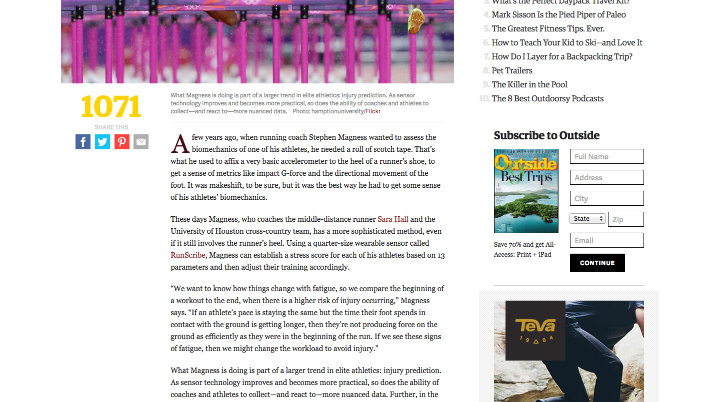 1071
SHARE THIS
What Magness is doing is part of a larger trend in elite athletics: injury prediction. As sensor
technology improves and becomes more practical, so does the ability of coaches and athletes to
collect—and react to—more nuanced data. Photo: hamptonuniversity/Flickr
A few years ago, when running coach Stephen Magness wanted to assess the
biomechanics of one of his athletes, he needed a roll of scotch tape. That's
what he used to affix a very basic accelerometer to the heel of a runner's shoe, to
get a sense of metrics like impact G-force and the directional movement of the
foot. It was makeshift, to be sure, but it was the best way he had to get some sense
of his athletes' biomechanics.
These days Magness, who coaches the middle-distance runner Sara Hall and the
University of Houston cross-country team, has a more sophisticated method, even
if it still involves the runner's heel. Using a quarter-size wearable sensor called
RunScribe, Magness can establish a stress score for each of his athletes based on 13
parameters and then adjust their training accordingly.
“We want to know how things change with fatigue, so we compare the beginning of
a workout to the end, when there is a higher risk of injury occurring,” Magness
says. “If an athlete's pace is staying the same but the time their foot spends in
contact with the ground is getting longer, then they're not producing force on the
ground as efficiently as they were in the beginning of the run. If we see these signs
of fatigue, then we might change the workload to avoid injury.”
What Magness is doing is part of a larger trend in elite athletics: injury prediction.
As sensor technology improves and becomes more practical, so does the ability of
coaches and athletes to collect—and react to—more nuanced data. Further, in the
3. What's the Perfect Daypack Travel Kit?
4. Mark Sisson Is the Pied Piper of Paleo
5. The Greatest Fitness Tips. Ever.
6. How to Teach Your Kid to Ski—and Love It
7. How Do I Layer for a Backpacking Trip?
8. Pet Trailers
9. The Killer in the Pool
10. The 8 Best Outdoorsy Podcasts
Subscribe to Outside
Outside
Best Trips
Save 70% and get All-
Access: Print + iPad
Full Name
Address
City
State Zip
Email
CONTINUE
Teva
1984